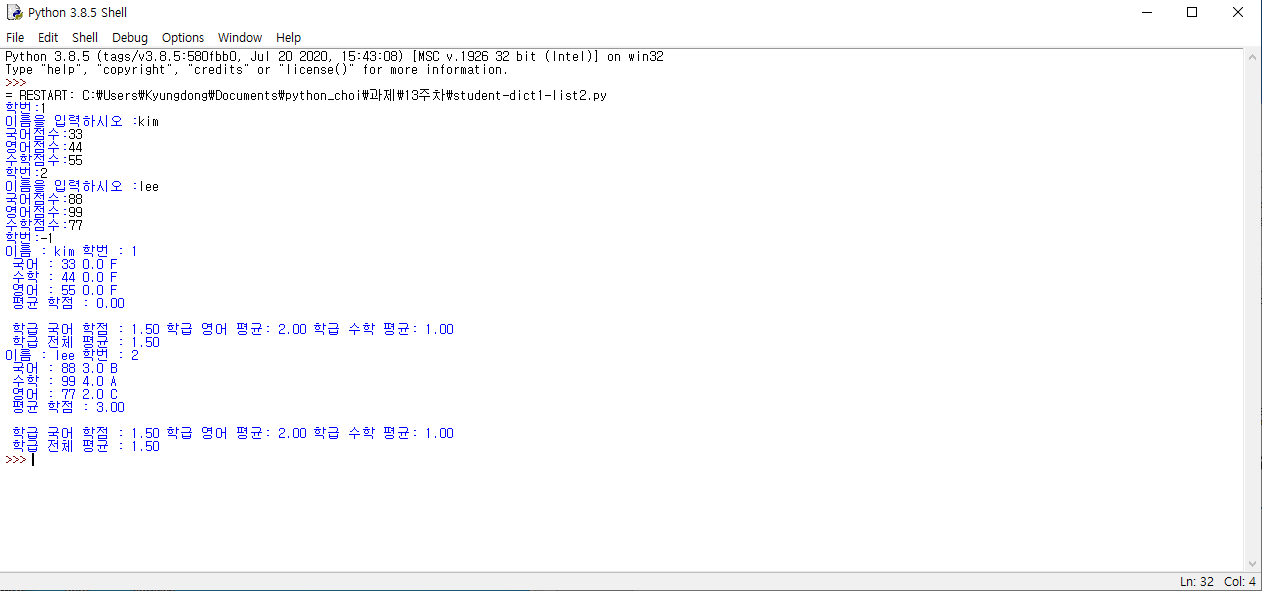 Python 3.8.5 Shell
File Edit Shell Debug Options Window Help
Python 3.8.5 (tags/v3.8.5:580fbb0, Jul 20 2020, 15:43:08) [MSC v.1926 32 bit (Intel)] on win32
Type "help", "copyright", "credits" or "license()" for more information.
>>>
= RESTART: C:₩Users₩Kyungdong₩Documents₩python_choi₩과제₩13주차₩student-dict1-list2.py
학번:1
이름을 입력하시오 :kim
국어점수:33
영어점수:44
수학점수:55
학번:2
이름을 입력하시오 :lee
국어점수:88
영어점수:99
수학점수:77
학번:-1
이름 : kim 학번 : 1
국어 : 33 0.0 F
수학 : 44 0.0 F
영어 : 55 0.0 F
평균 학점 : 0.00
학급 국어 학점 : 1.50 학급 영어 평균: 2.00 학급 수학 평균: 1.00
학급 전체 평균 : 1.50
이름 : lee 학번 : 2
국어 : 88 3.0 B
수학 : 99 4.0 A
영어 : 77 2.0 C
평균 학점 : 3.00
학급 국어 학점 : 1.50 학급 영어 평균: 2.00 학급 수학 평균: 1.00
학급 전체 평균 : 1.50
>>>
Ln: 32 Col: 4